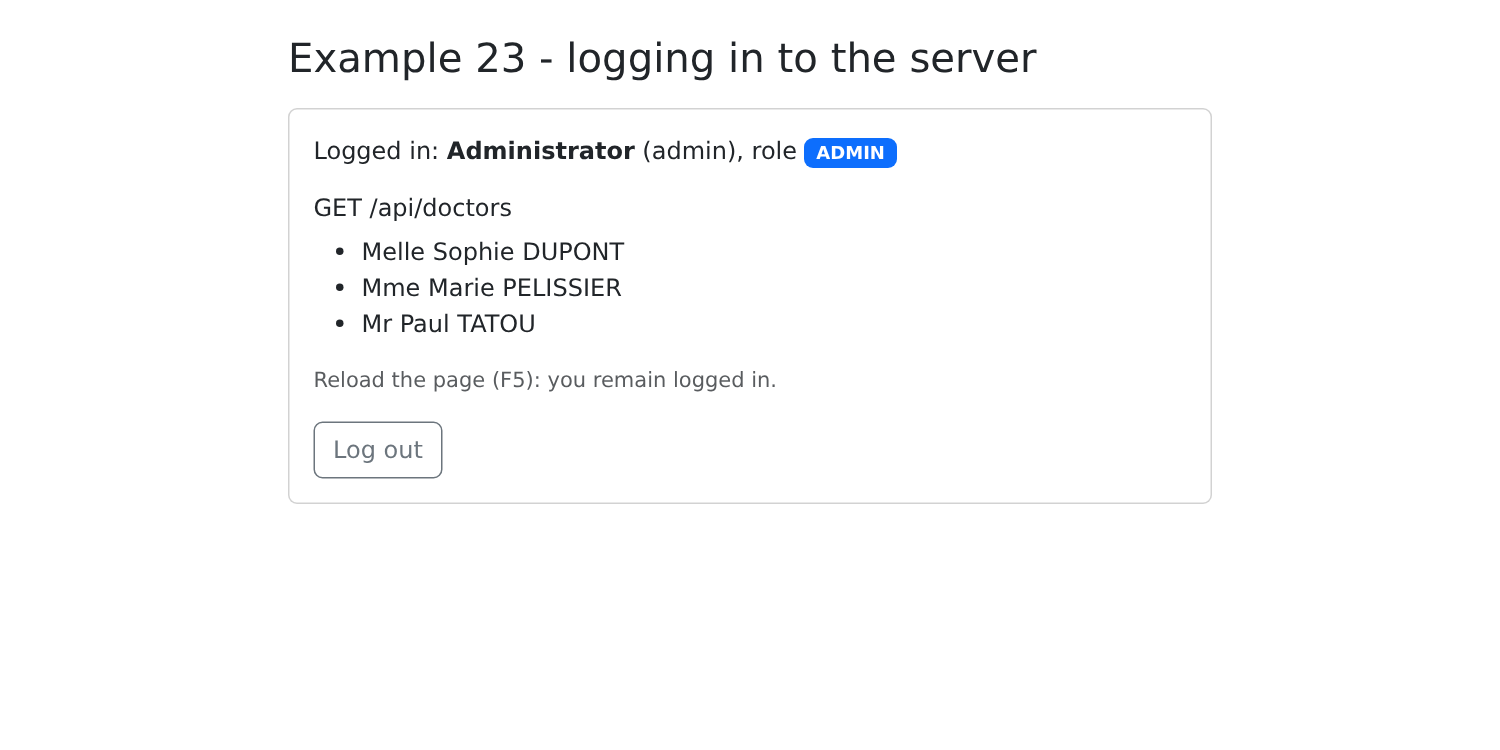 Example 23 - logging in to the server
Logged in: Administrator (admin), role ADMIN
GET /api/doctors
• Melle Sophie DUPONT
• Mme Marie PELISSIER
• Mr Paul TATOU
Reload the page (F5): you remain logged in.
Log out